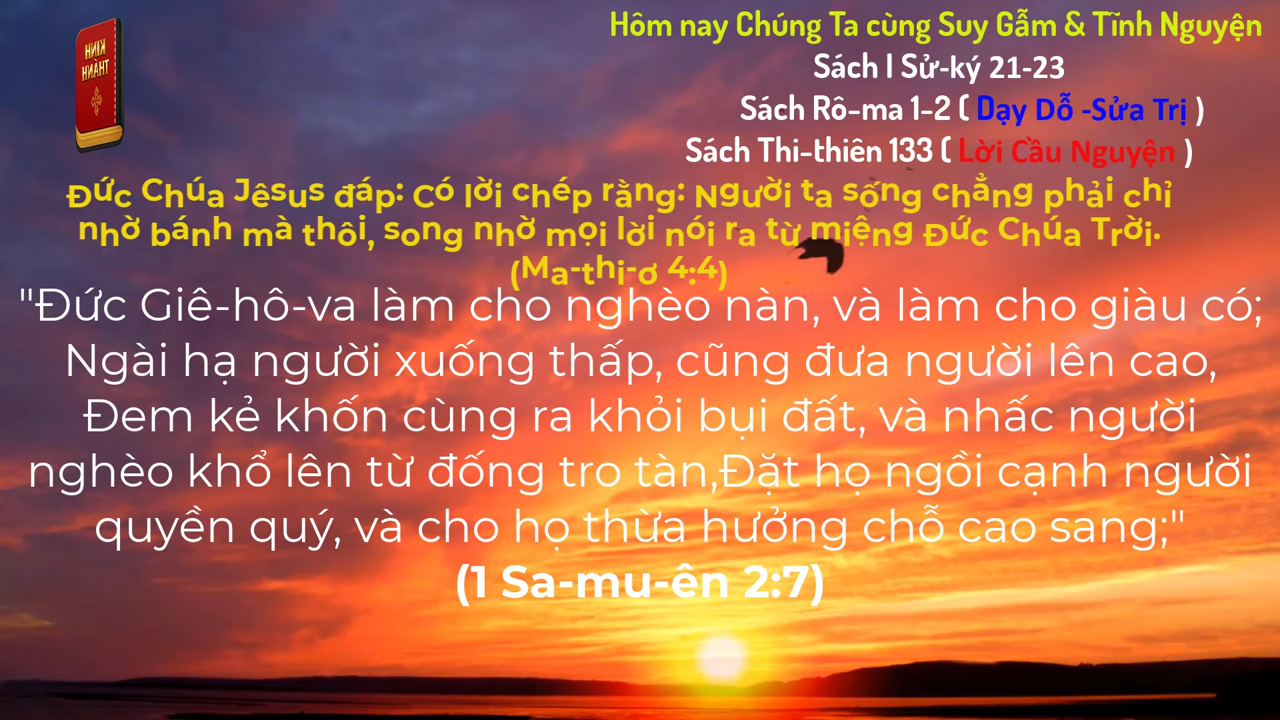 KINH
THÁNH
Hôm nay Chúng Ta cùng Suy Gẫm & Tĩnh Nguyện
Sách I Sử-ký 21-23
Sách Rô-ma 1-2 ( Dạy Dỗ -Sửa Trị )
Sách Thi-thiên 133 ( Lời Cầu Nguyện )
Đức Chúa Jêsus đáp: Có lời chép rằng: Người ta sống chẳng phải chỉ
nhờ bánh mà thôi, song nhờ mọi lời nói ra từ miệng Đức Chúa Trời.
(Ma-thi-ơ 4:4)
"Đức Giê-hô-va làm cho nghèo nàn, và làm cho giàu có;
Ngài hạ người xuống thấp, cũng đưa người lên cao,
Đem kẻ khốn cùng ra khỏi bụi đất, và nhấc người
nghèo khổ lên từ đống tro tàn,Đặt họ ngồi cạnh người
quyền quý, và cho họ thừa hưởng chỗ cao sang;"
(1 Sa-mu-ên 2:7)